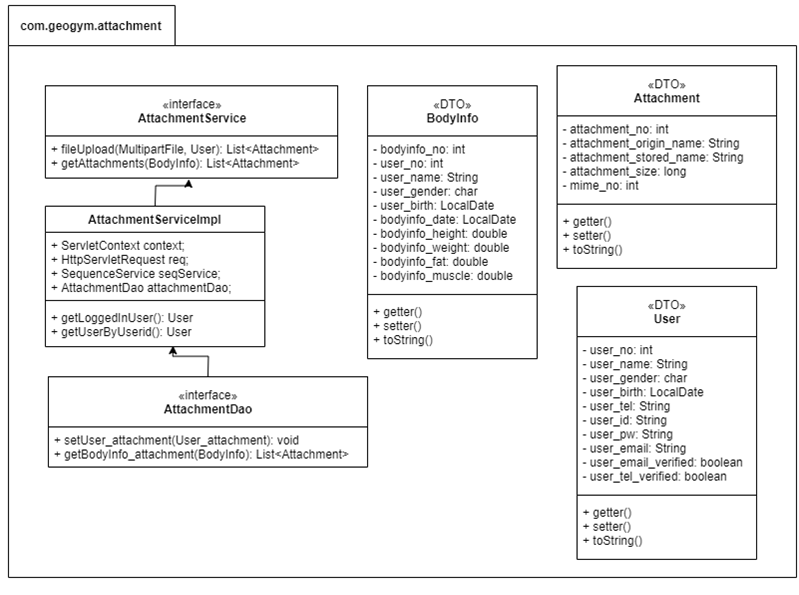 com.geogym.attachment
«interface»
AttachmentService
+ fileUpload(MultipartFile, User): List<Attachment>
+ getAttachments(BodyInfo): List<Attachment>
AttachmentServiceImpl
+ ServletContext context;
+ HttpServletRequest req;
+ SequenceService seqService;
+ AttachmentDao attachmentDao;
+ getLoggedInUser(): User
+ getUserByUserid(): User
«interface»
AttachmentDao
+ setUser_attachment(User_attachment): void
+ getBodyInfo_attachment(BodyInfo): List<Attachment>
«DTO»
BodyInfo
- bodyinfo_no: int
- user_no: int
- user_name: String
- user_gender: char
- user_birth: LocalDate
- bodyinfo_date: LocalDate
- bodyinfo_height: double
- bodyinfo_weight: double
- bodyinfo_fat: double
- bodyinfo_muscle: double
+ getter()
+ setter()
+ toString()
«DTO»
Attachment
- attachment_no: int
- attachment_origin_name: String
- attachment_stored_name: String
- attachment_size: long
- mime_no: int
+ getter()
+ setter()
+ toString()
«DTO»
User
- user_no: int
- user_name: String
- user_gender: char
- user_birth: LocalDate
- user_tel: String
- user_id: String
- user_pw: String
- user_email: String
- user_email_verified: boolean
- user_tel_verified: boolean
+ getter()
+ setter()
+ toString()